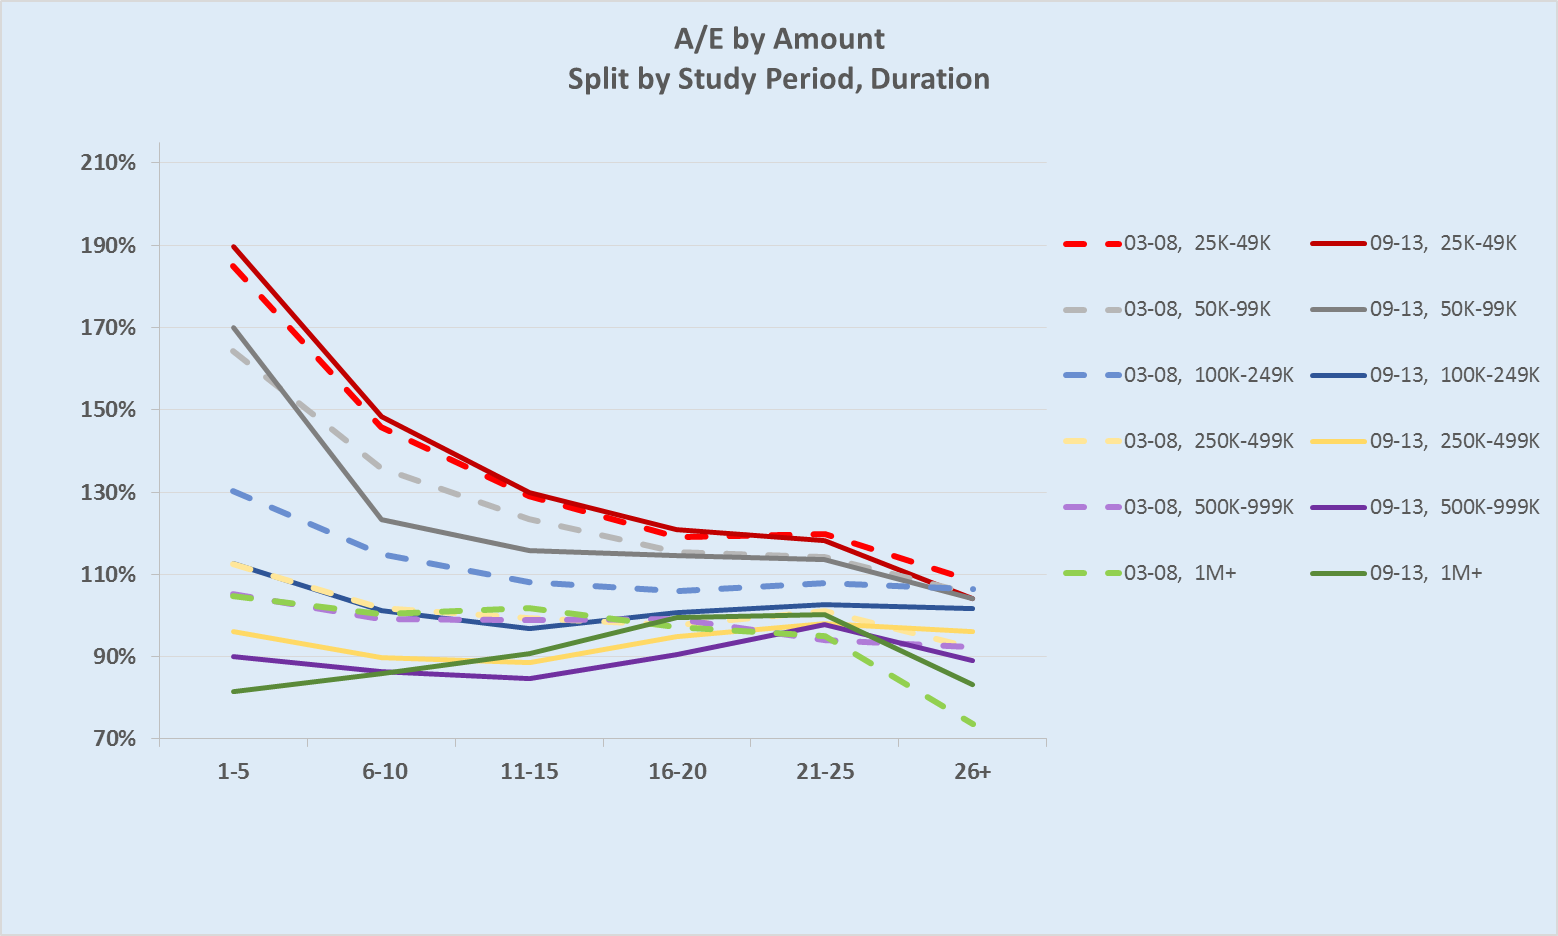 A/E by Amount
Split by Study Period, Duration
210%
190%
170%
150%
130%
110%
90%
70%
1-5 6-10 11-15 16-20 21-25 26+
03-08, 25K-49K 09-13, 25K-49K
03-08, 50K-99K 09-13, 50K-99K
03-08, 100K-249K 09-13, 100K-249K
03-08, 250K-499K 09-13, 250K-499K
03-08, 500K-999K 09-13, 500K-999K
03-08, 1M+ 09-13, 1M+